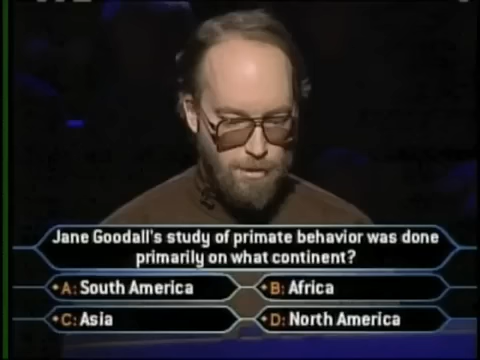 Jane Goodall's study of primate behavior was done
primarily on what continent?
A: South America
B: Africa
C: Asia
D: North America